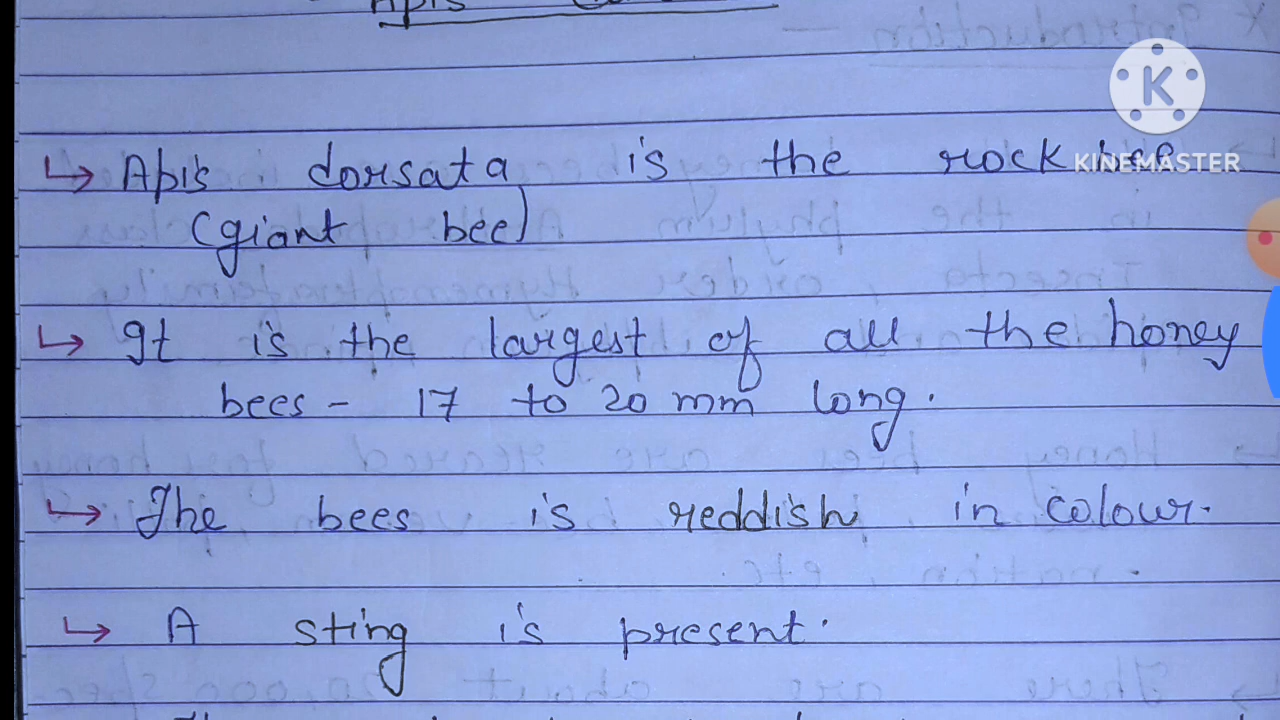 Apis
→ Apis dorsata is the rock bee
(giant bee)
→ It is the largest of all the honey
bees - 17 to 20 mm long.
→ The bees is reddish in colour.
→ A sting is present.
K
KINEMASTER